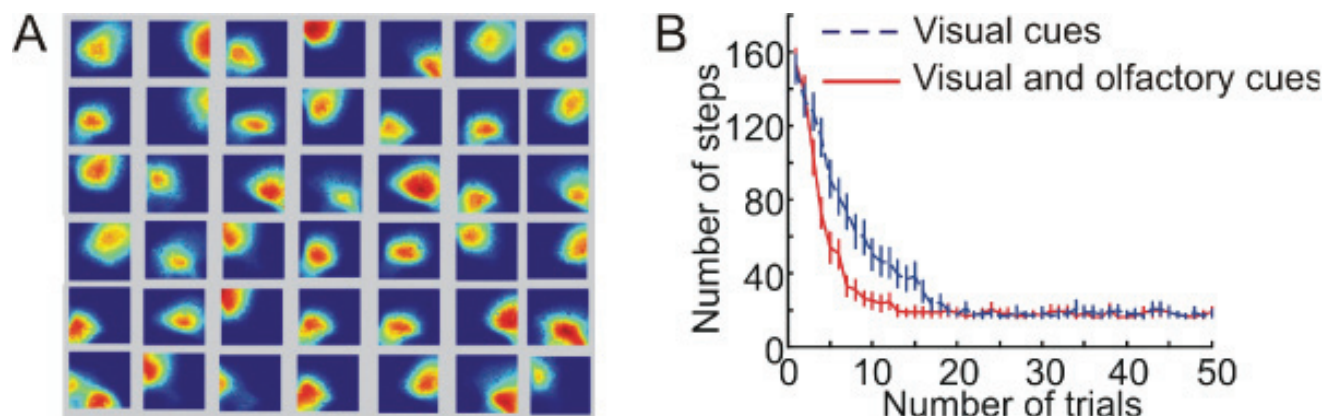 A
B
Visual cues
Visual and olfactory cues
Number of steps
160
120
80
40
0
0 10 20 30 40 50
Number of trials